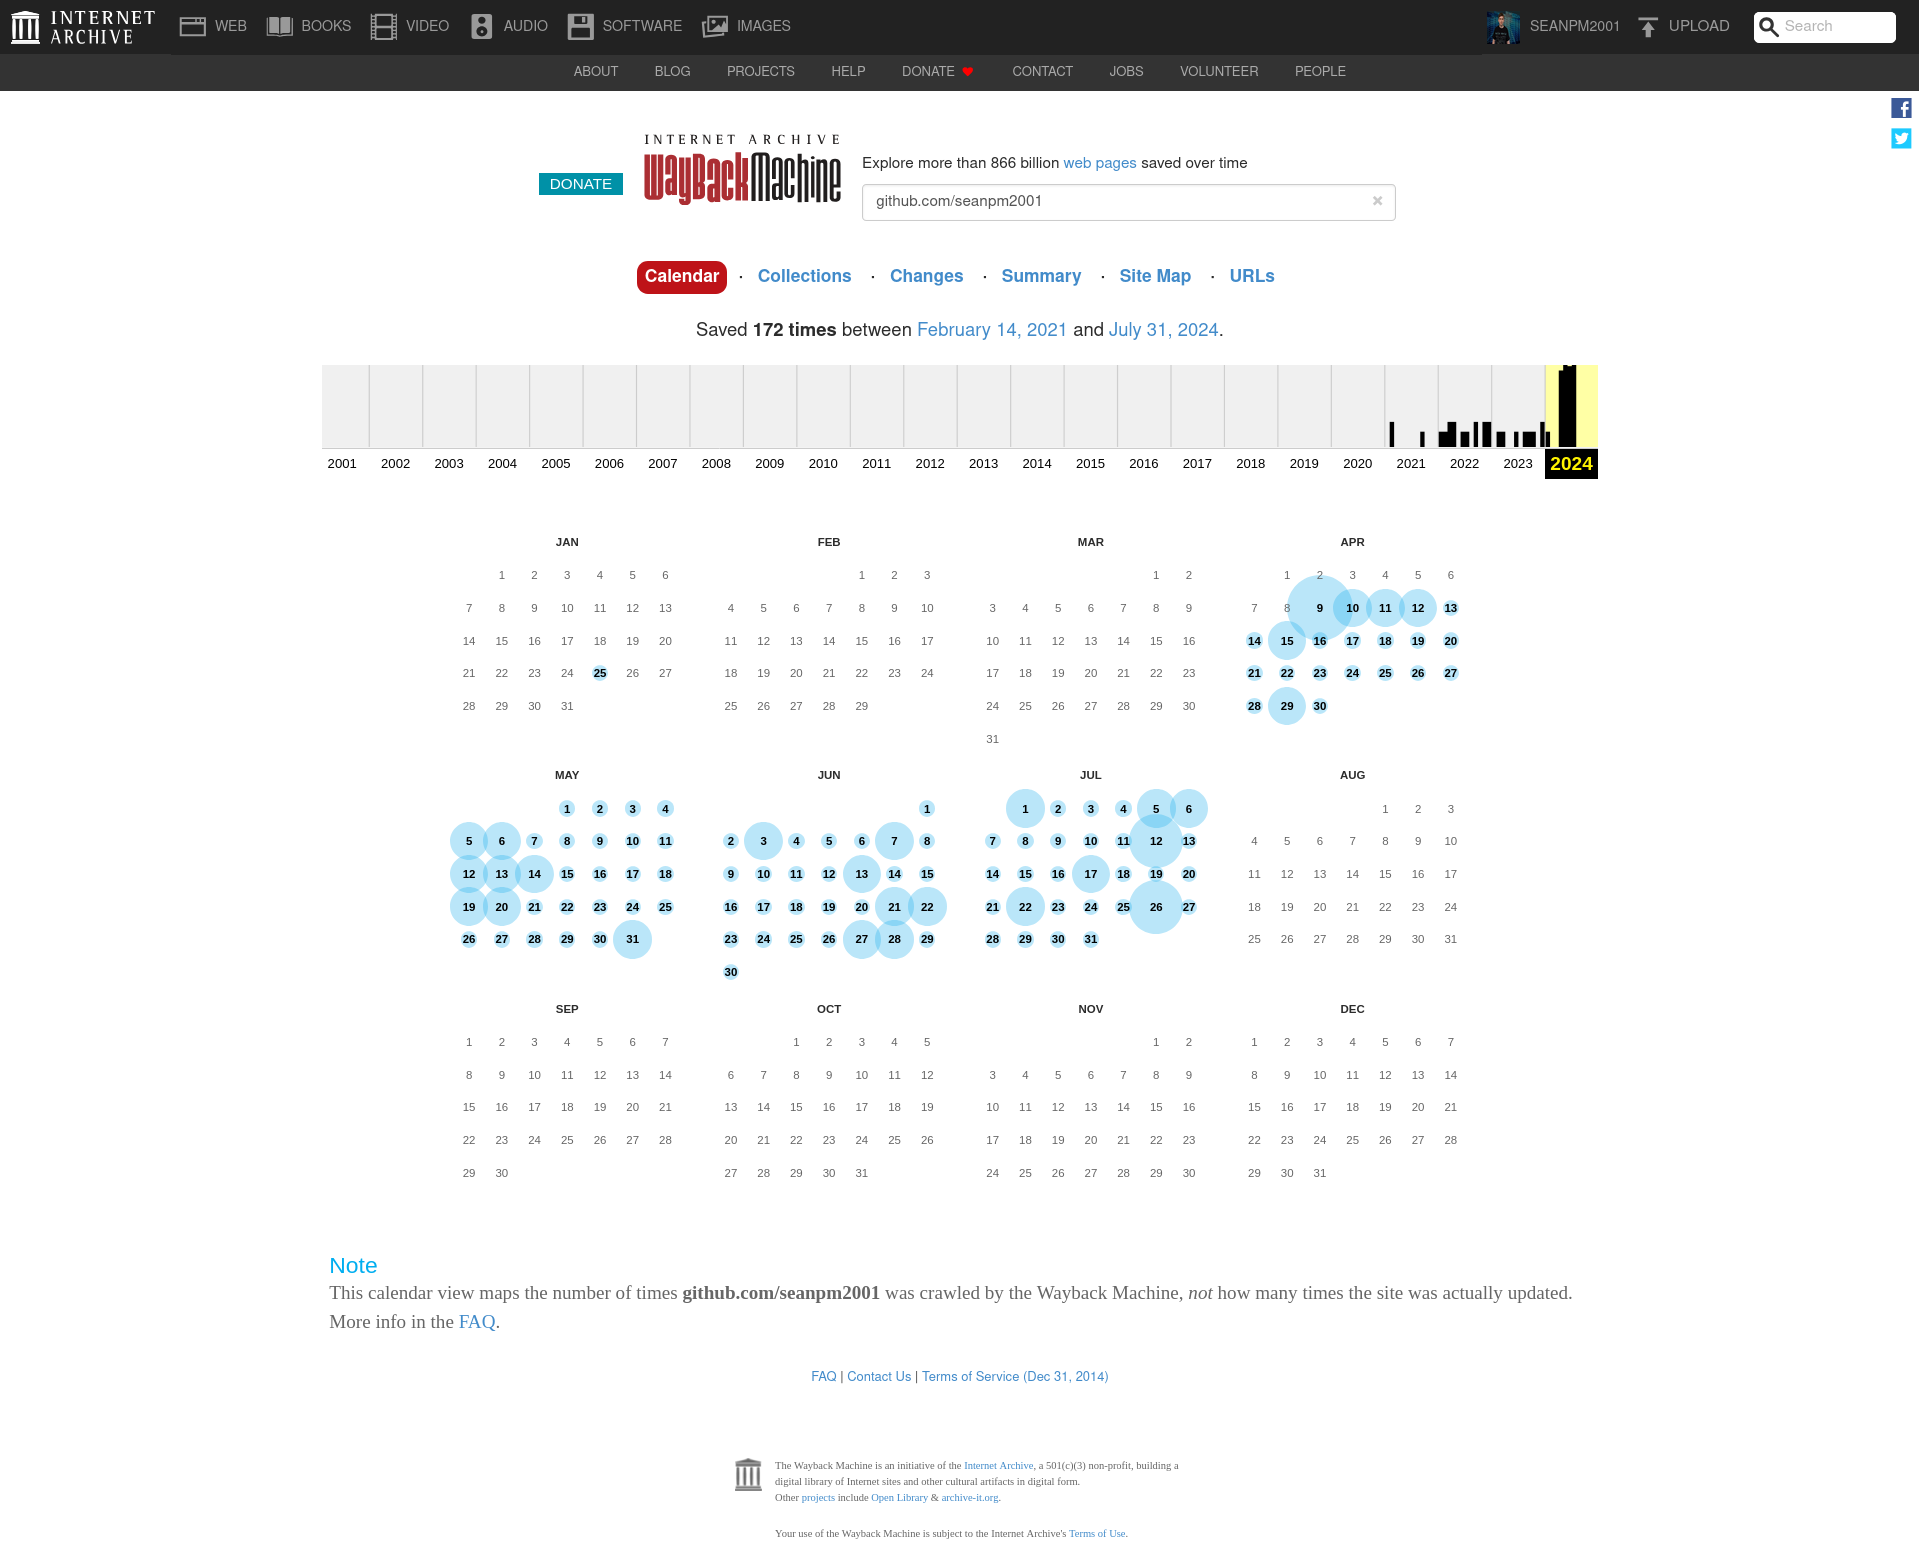 INTERNET ARCHIVE
WEB BOOKS VIDEO AUDIO SOFTWARE IMAGES SEANPM2001 UPLOAD Search
ABOUT BLOG PROJECTS HELP DONATE CONTACT JOBS VOLUNTEER PEOPLE
INTERNET ARCHIVE
WayBackMachine
DONATE
Explore more than 866 billion web pages saved over time
github.com/seanpm2001 ×
Calendar · Collections · Changes · Summary · Site Map · URLs
Saved 172 times between February 14, 2021 and July 31, 2024.
2001 2002 2003 2004 2005 2006 2007 2008 2009 2010 2011 2012 2013 2014 2015 2016 2017 2018 2019 2020 2021 2022 2023 2024
JAN FEB MAR APR
1 2 3 4 5 6 1 2 3 1 2 1 2 3 4 5 6
7 8 9 10 11 12 13 4 5 6 7 8 9 10 3 4 5 6 7 8 9 7 8 9 10 11 12 13
14 15 16 17 18 19 20 11 12 13 14 15 16 17 10 11 12 13 14 15 16 14 15 16 17 18 19 20
21 22 23 24 25 26 27 18 19 20 21 22 23 24 17 18 19 20 21 22 23 21 22 23 24 25 26 27
28 29 30 31 25 26 27 28 29 24 25 26 27 28 29 30 28 29 30
31
MAY JUN JUL AUG
1 2 3 4 1 1 2 3 4 5 6 1 2 3
5 6 7 8 9 10 11 2 3 4 5 6 7 8 7 8 9 10 11 12 13 4 5 6 7 8 9 10
12 13 14 15 16 17 18 9 10 11 12 13 14 15 14 15 16 17 18 19 20 11 12 13 14 15 16 17
19 20 21 22 23 24 25 16 17 18 19 20 21 22 21 22 23 24 25 26 27 18 19 20 21 22 23 24
26 27 28 29 30 31 23 24 25 26 27 28 29 28 29 30 31 25 26 27 28 29 30 31
30
SEP OCT NOV DEC
1 2 3 4 5 6 7 1 2 3 4 5 1 2 1 2 3 4 5 6 7
8 9 10 11 12 13 14 6 7 8 9 10 11 12 3 4 5 6 7 8 9 8 9 10 11 12 13 14
15 16 17 18 19 20 21 13 14 15 16 17 18 19 10 11 12 13 14 15 16 15 16 17 18 19 20 21
22 23 24 25 26 27 28 20 21 22 23 24 25 26 17 18 19 20 21 22 23 22 23 24 25 26 27 28
29 30 27 28 29 30 31 24 25 26 27 28 29 30 29 30 31
Note
This calendar view maps the number of times github.com/seanpm2001 was crawled by the Wayback Machine, not how many times the site was actually updated.
More info in the FAQ.
FAQ | Contact Us | Terms of Service (Dec 31, 2014)
The Wayback Machine is an initiative of the Internet Archive, a 501(c)(3) non-profit, building a
digital library of Internet sites and other cultural artifacts in digital form.
Other projects include Open Library & archive-it.org.
Your use of the Wayback Machine is subject to the Internet Archive's Terms of Use.